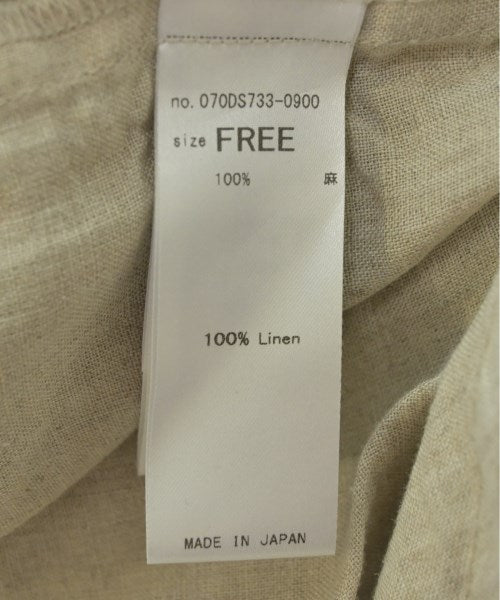 no. 070DS733-0900
size FREE
100% 麻
100% Linen
MADE IN JAPAN